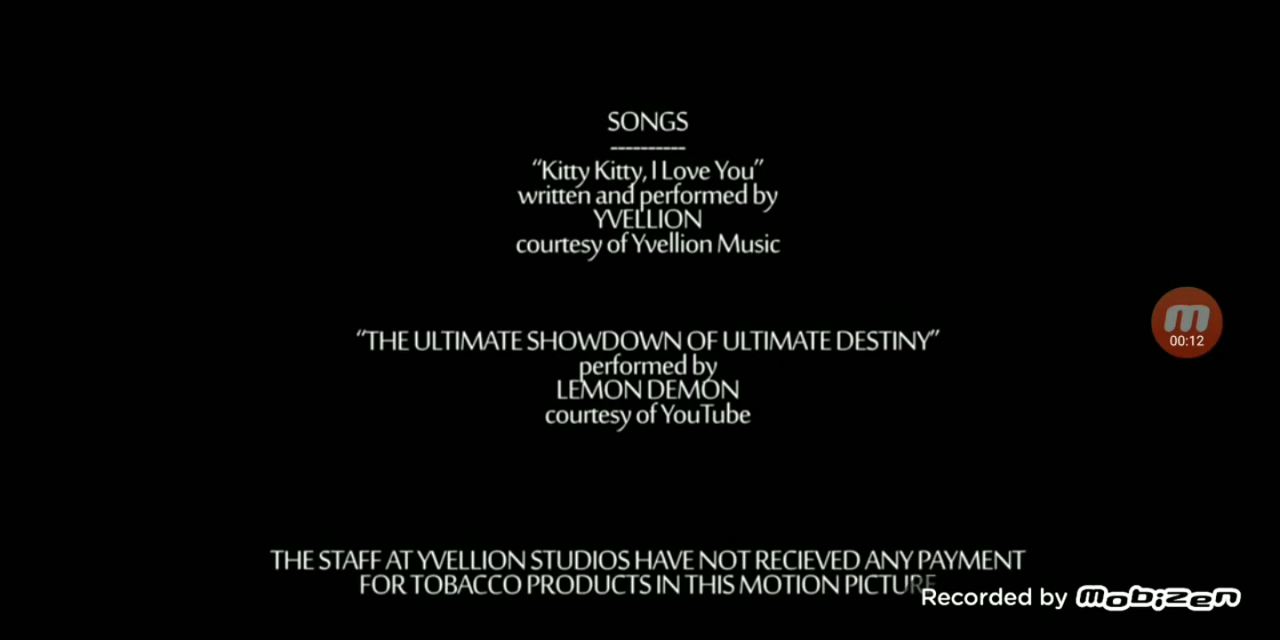 SONGS
----------
“Kitty Kitty, I Love You”
written and performed by
YVELLION
courtesy of Yvellion Music
“THE ULTIMATE SHOWDOWN OF ULTIMATE DESTINY”
performed by
LEMON DEMON
courtesy of YouTube
m
00:12
THE STAFF AT YVELLION STUDIOS HAVE NOT RECIEVED ANY PAYMENT
FOR TOBACCO PRODUCTS IN THIS MOTION PICTURE
Recorded by mobizen